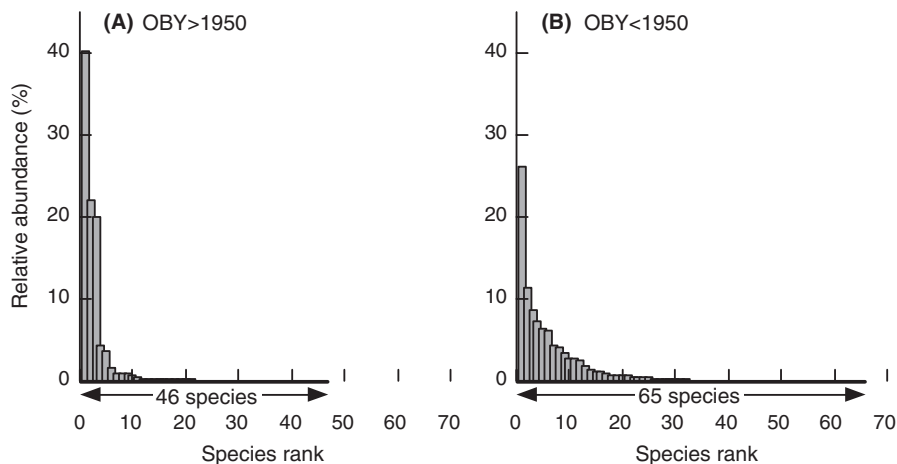 (A) OBY>1950
(B) OBY<1950
Relative abundance (%)
40
30
20
10
0
46 species
0 10 20 30 40 50 60 70
Species rank
40
30
20
10
0
65 species
0 10 20 30 40 50 60 70
Species rank